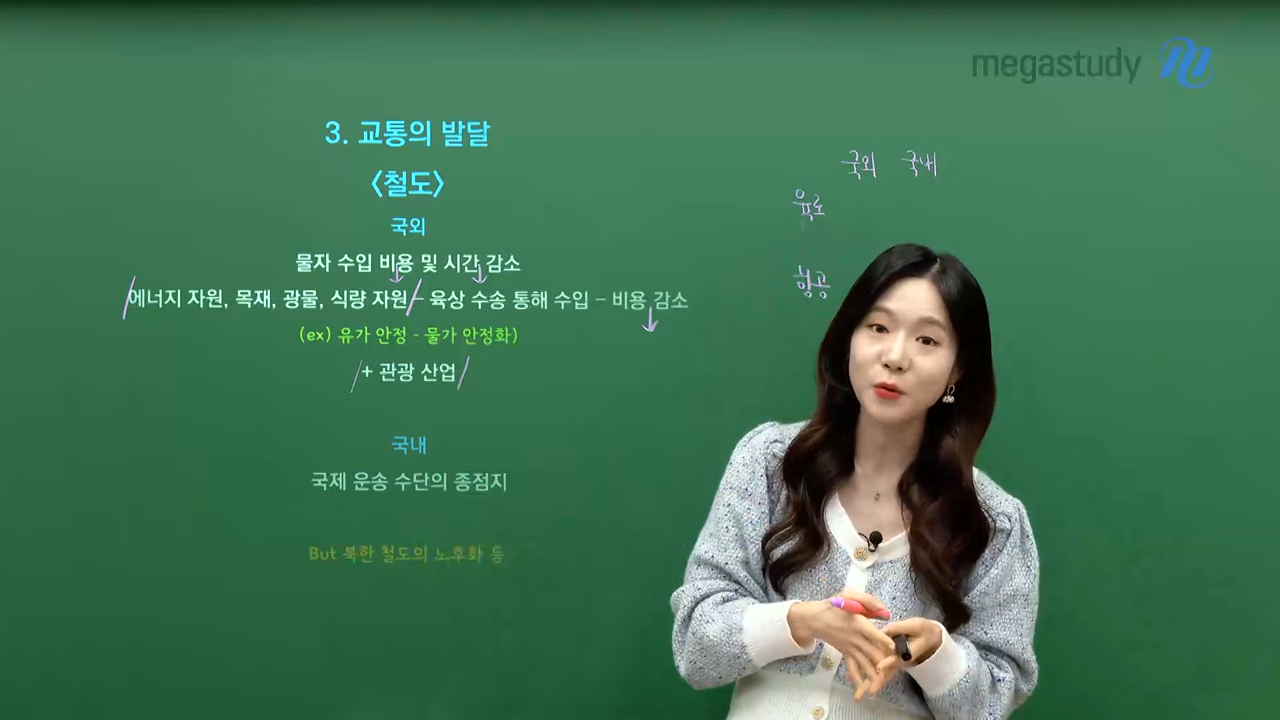 megastudy
3. 교통의 발달
<철도>
국외
물자 수입 비용 및 시간 감소
에너지 자원, 목재, 광물, 식량 자원 - 육상 수송 통해 수입 - 비용 감소
(ex) 유가 안정 - 물가 안정화)
+ 관광 산업
국내
국제 운송 수단의 종점지
But 북한 철도의 노후화 등
국외 국내
육로
항공